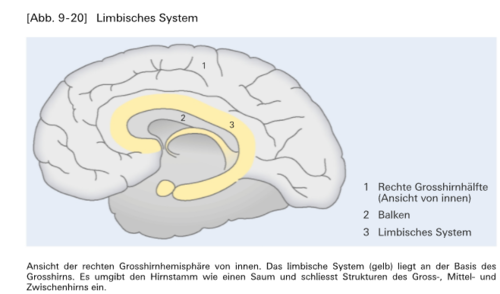 [Abb. 9-20] Limbisches System
1
2
3
1 Rechte Grosshirnhälfte
(Ansicht von innen)
2 Balken
3 Limbisches System
Ansicht der rechten Grosshirnhemisphäre von innen. Das limbische System (gelb) liegt an der Basis des
Grosshirns. Es umgibt den Hirnstamm wie einen Saum und schliesst Strukturen des Gross-, Mittel- und
Zwischenhirns ein.